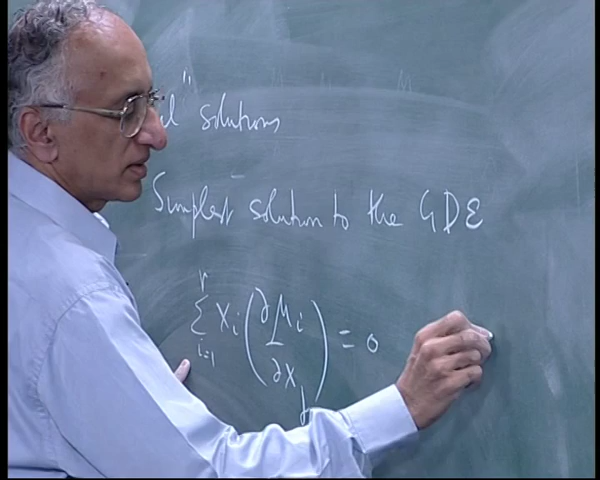 " solutions
Simplest solution to the GDE
r
Σ xi (∂μi / ∂xj) = 0
i=1